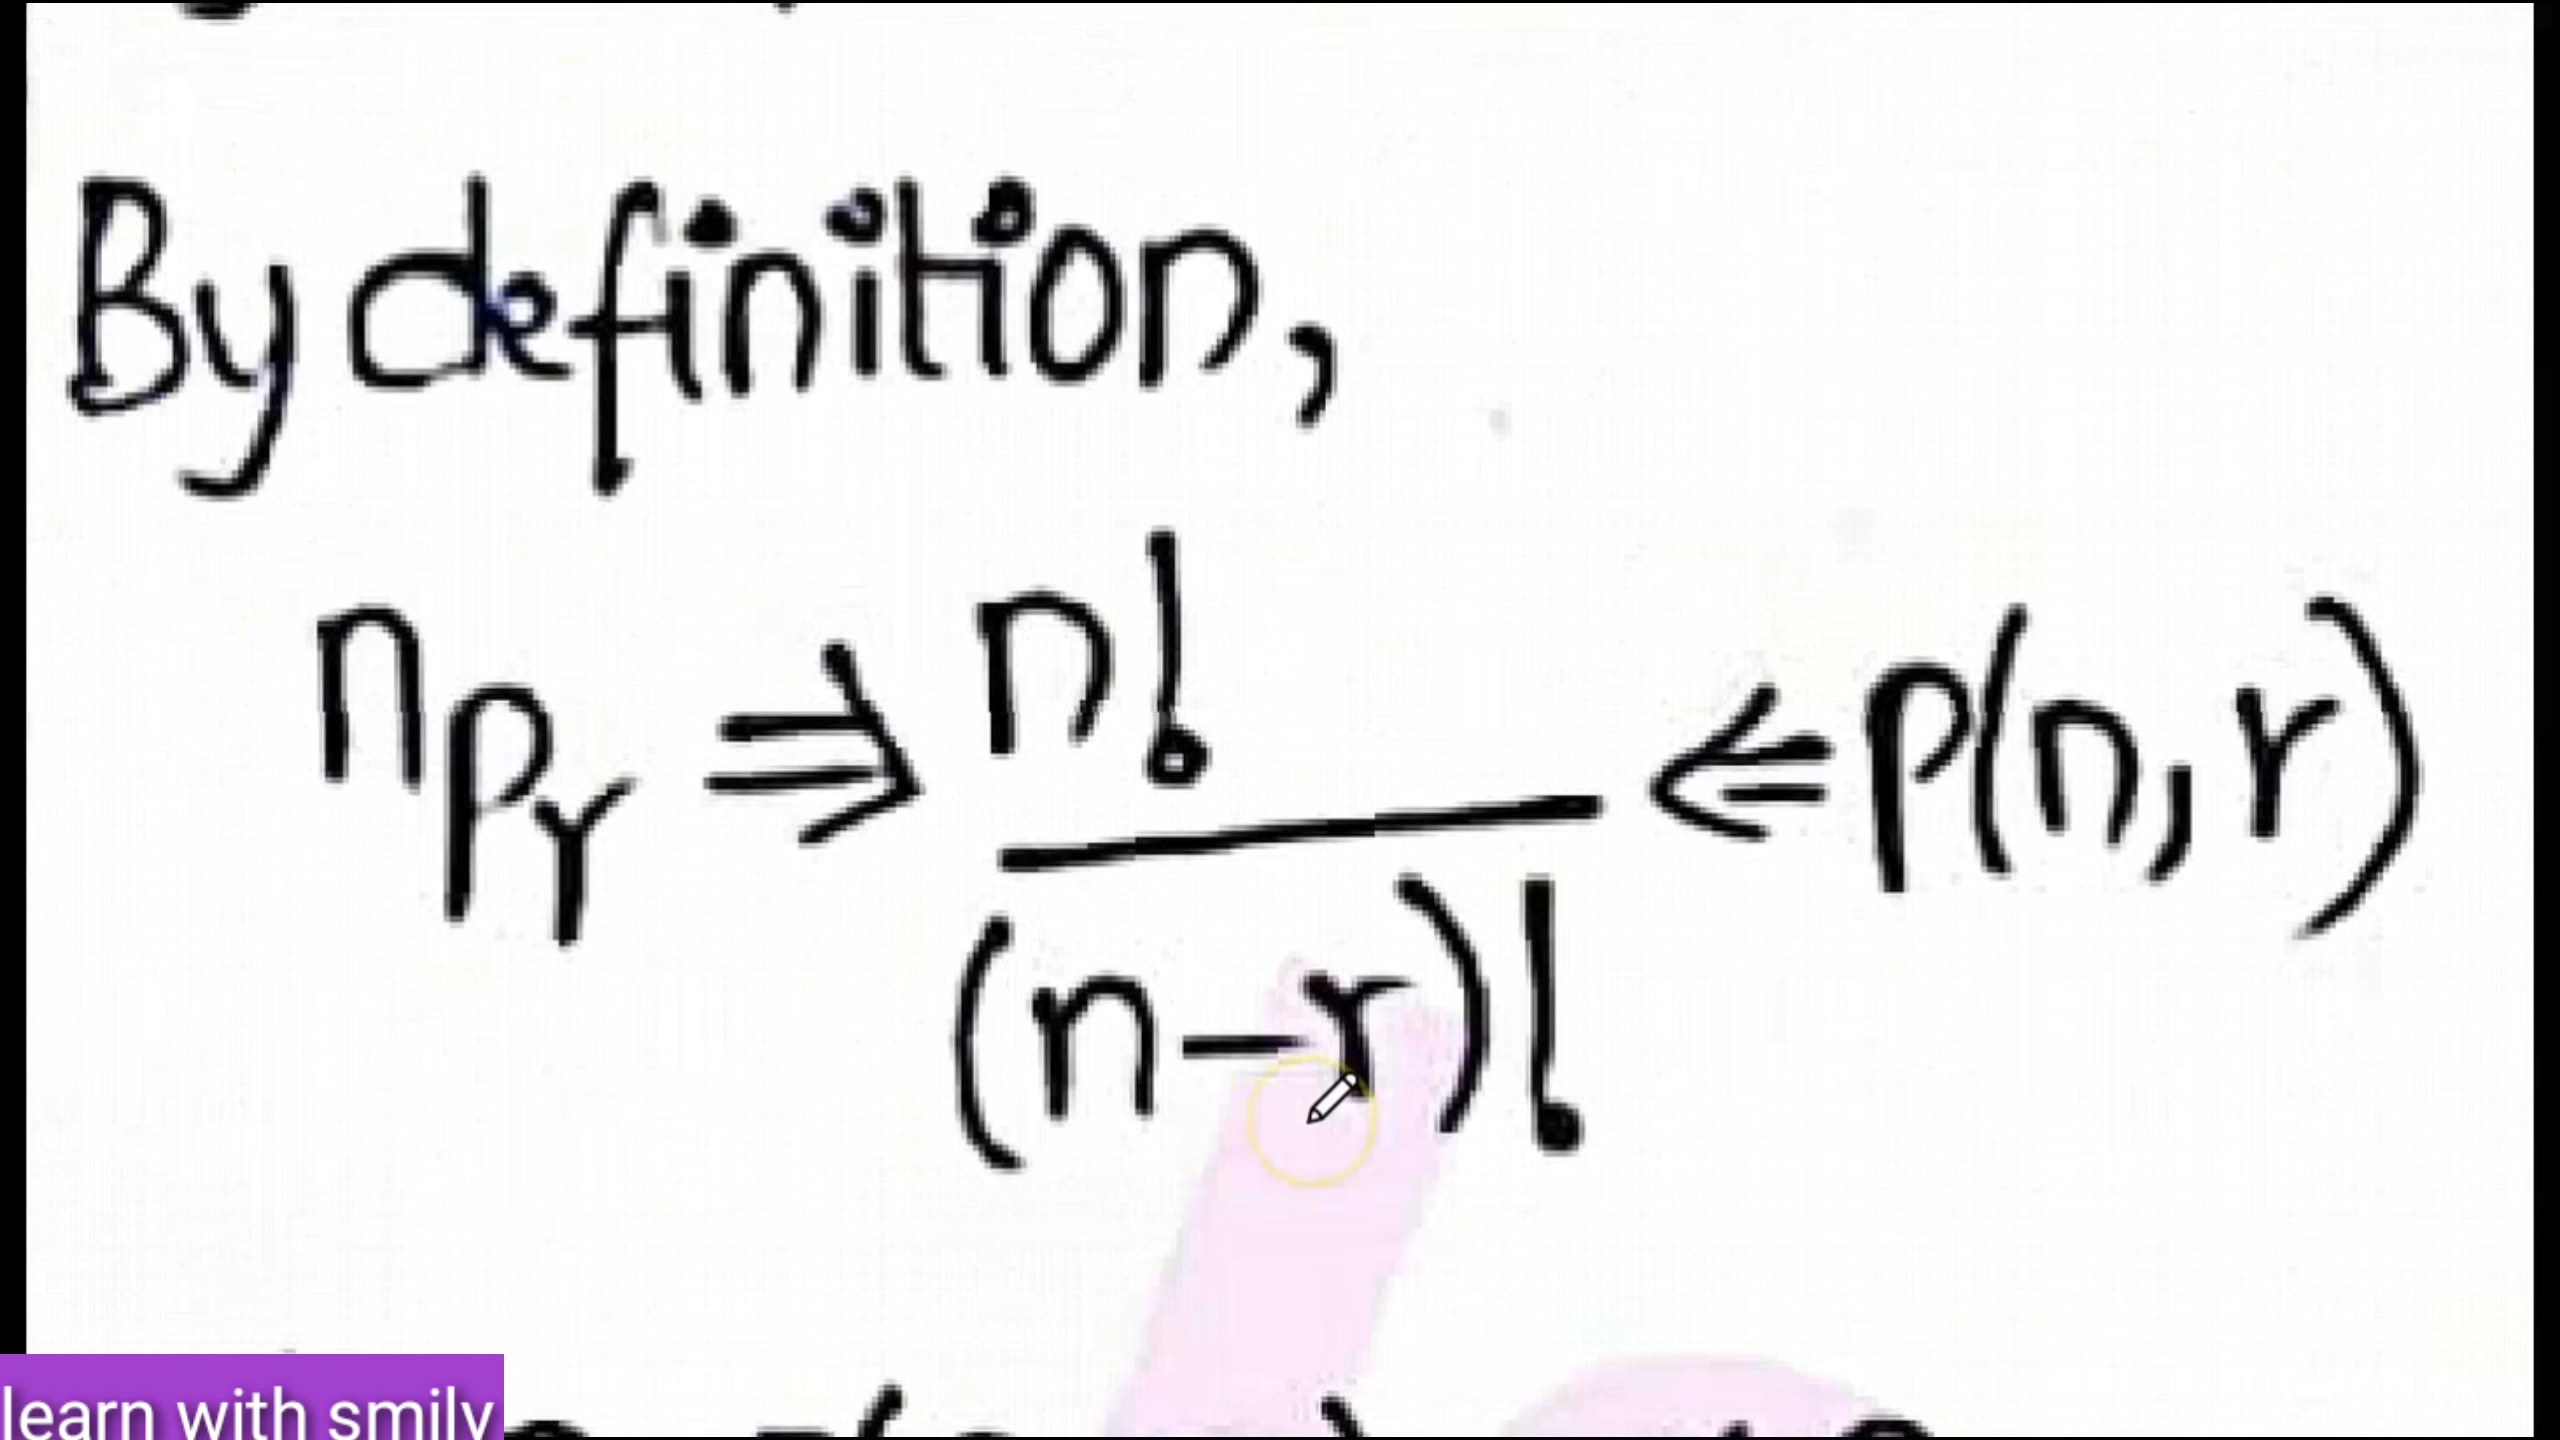 By definition,
nPr ⇒ n! / (n-r)! ⇐ P(n,r)
learn with smily